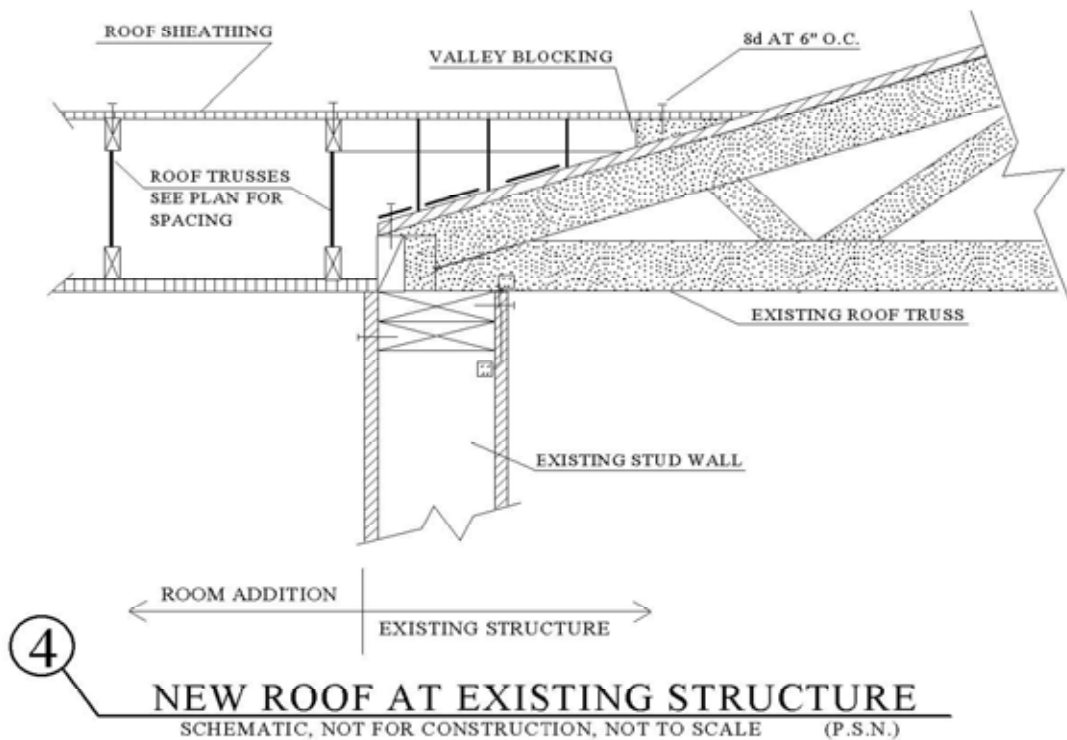 ROOF SHEATHING
8d AT 6" O.C.
VALLEY BLOCKING
ROOF TRUSSES
SEE PLAN FOR
SPACING
EXISTING ROOF TRUSS
EXISTING STUD WALL
ROOM ADDITION
EXISTING STRUCTURE
4
NEW ROOF AT EXISTING STRUCTURE
SCHEMATIC, NOT FOR CONSTRUCTION, NOT TO SCALE (P.S.N.)